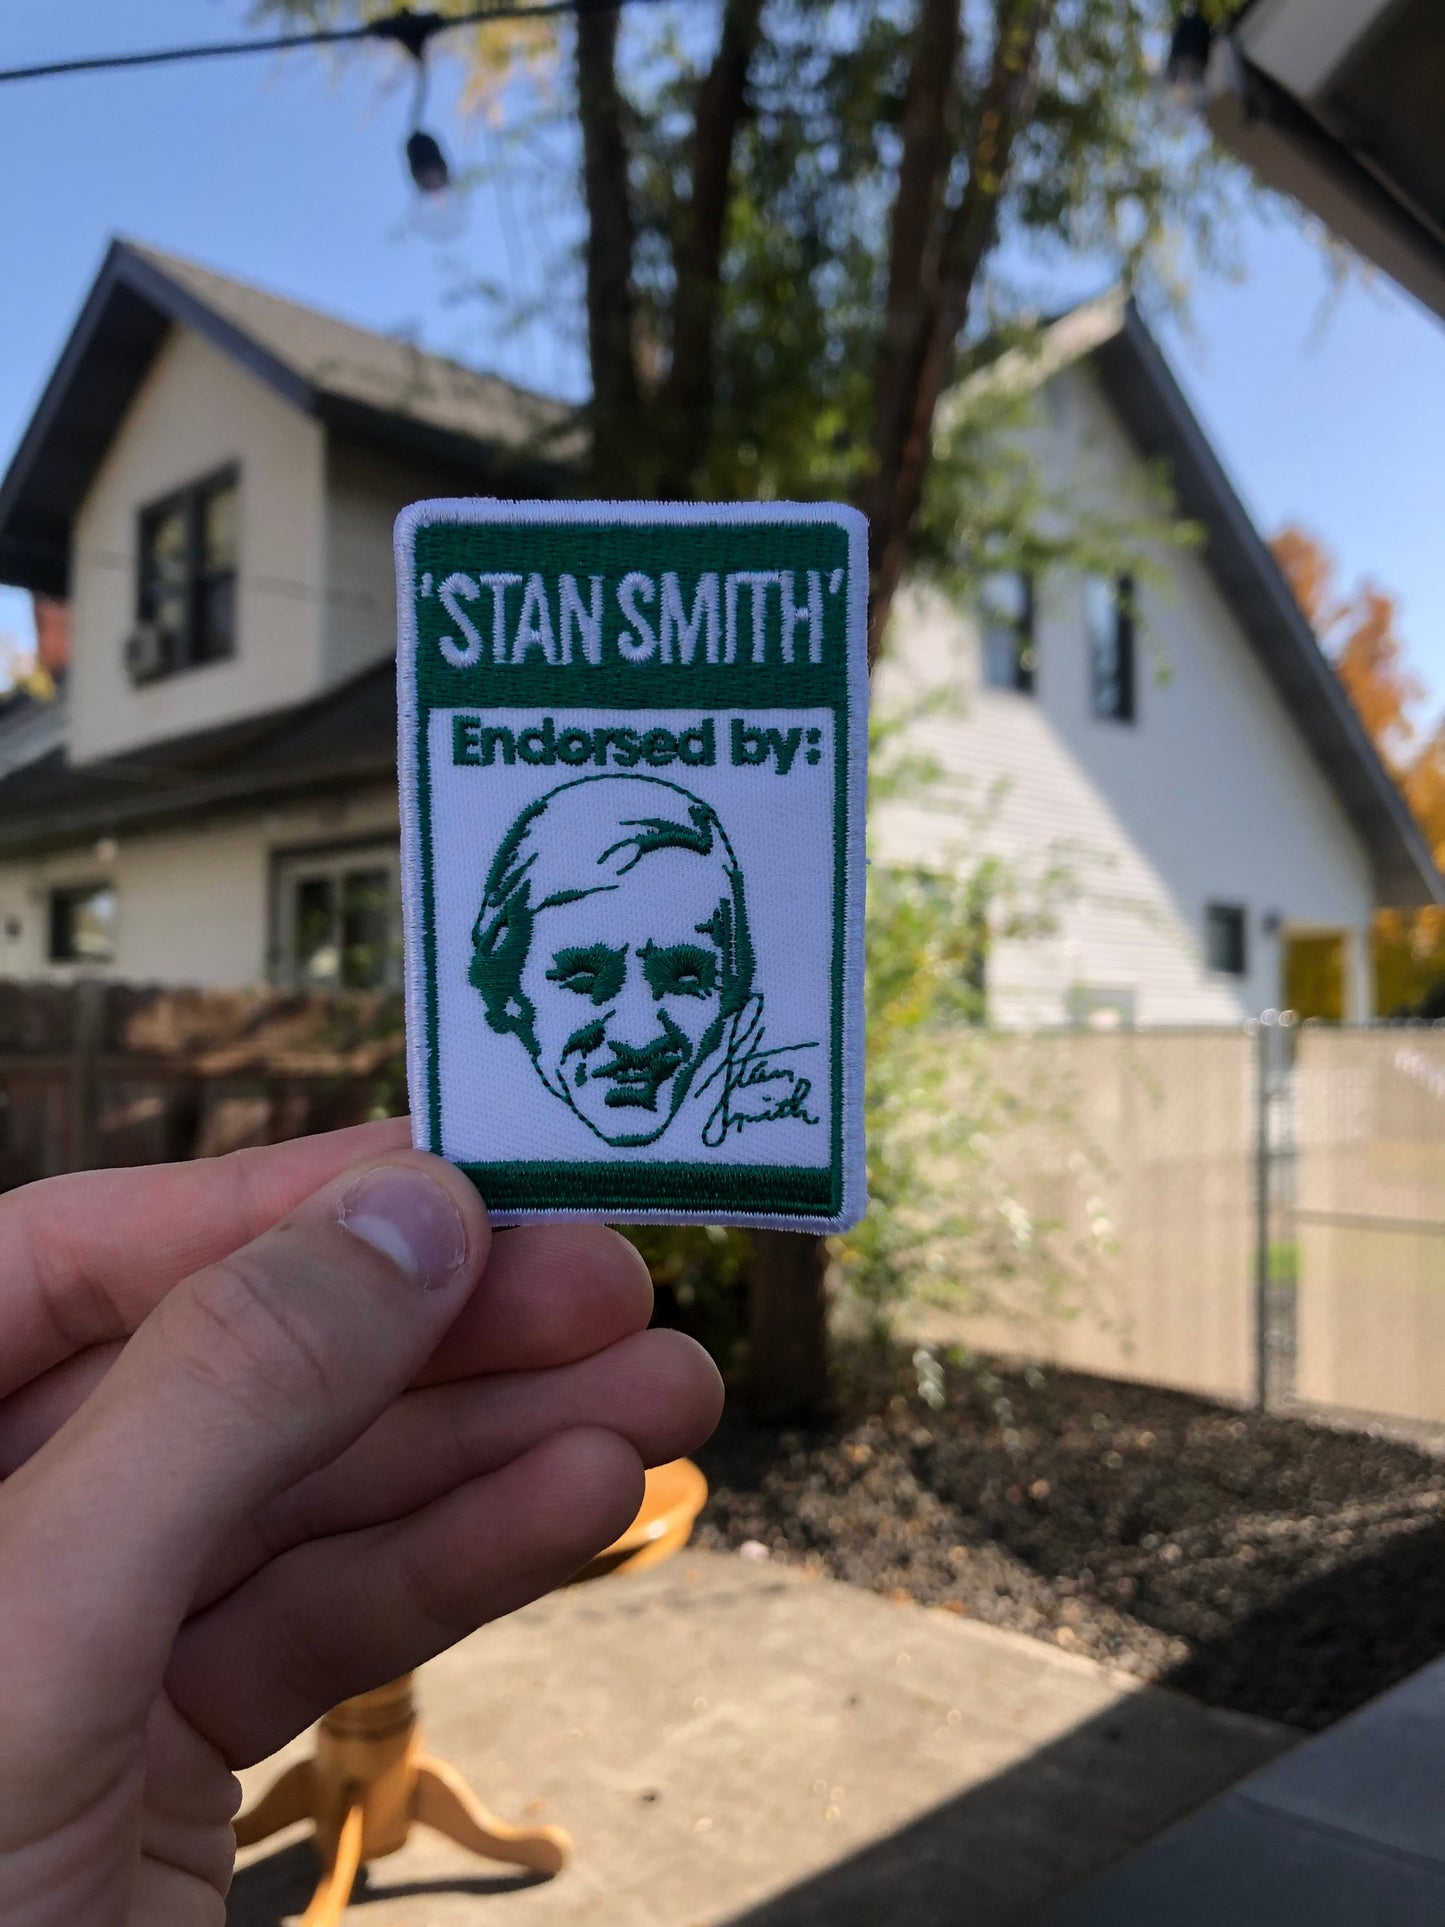 'STAN SMITH'
Endorsed by:
Stan
Smith